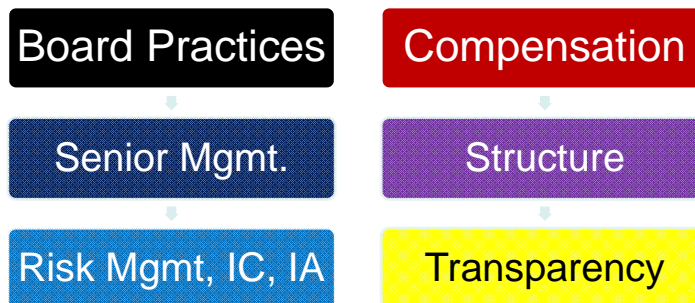 Board Practices
Senior Mgmt.
Risk Mgmt, IC, IA
Compensation
Structure
Transparency